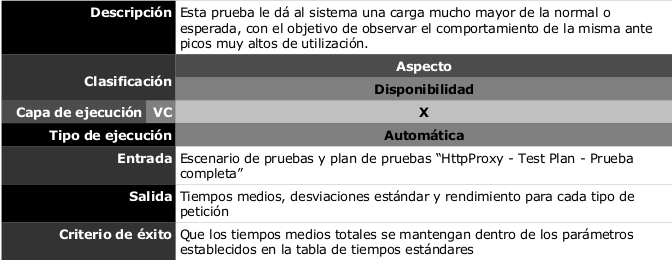 Descripción Esta prueba le dá al sistema una carga mucho mayor de la normal o
esperada, con el objetivo de observar el comportamiento de la misma ante
picos muy altos de utilización.
Clasificación
Aspecto
Disponibilidad
Capa de ejecución VC X
Tipo de ejecución Automática
Entrada Escenario de pruebas y plan de pruebas “HttpProxy - Test Plan - Prueba
completa”
Salida Tiempos medios, desviaciones estándar y rendimiento para cada tipo de
petición
Criterio de éxito Que los tiempos medios totales se mantengan dentro de los parámetros
establecidos en la tabla de tiempos estándares